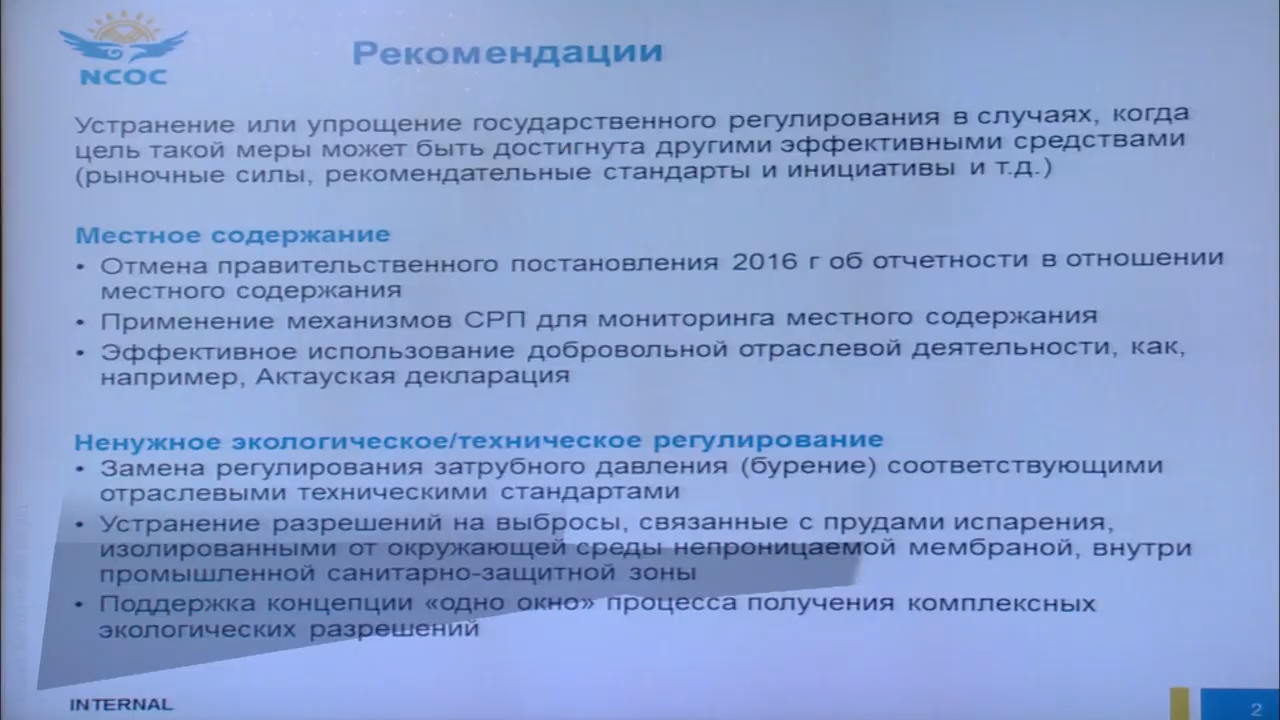 NCOC
Рекомендации
Устранение или упрощение государственного регулирования в случаях, когда
цель такой меры может быть достигнута другими эффективными средствами
(рыночные силы, рекомендательные стандарты и инициативы и т.д.)
Местное содержание
• Отмена правительственного постановления 2016 г об отчетности в отношении
местного содержания
• Применение механизмов СРП для мониторинга местного содержания
• Эффективное использование добровольной отраслевой деятельности, как,
например, Актауская декларация
Ненужное экологическое/техническое регулирование
• Замена регулирования затрубного давления (бурение) соответствующими
отраслевыми техническими стандартами
• Устранение разрешений на выбросы, связанные с прудами испарения,
изолированными от окружающей среды непроницаемой мембраной, внутри
промышленной санитарно-защитной зоны
• Поддержка концепции «одно окно» процесса получения комплексных
экологических разрешений
INTERNAL
2